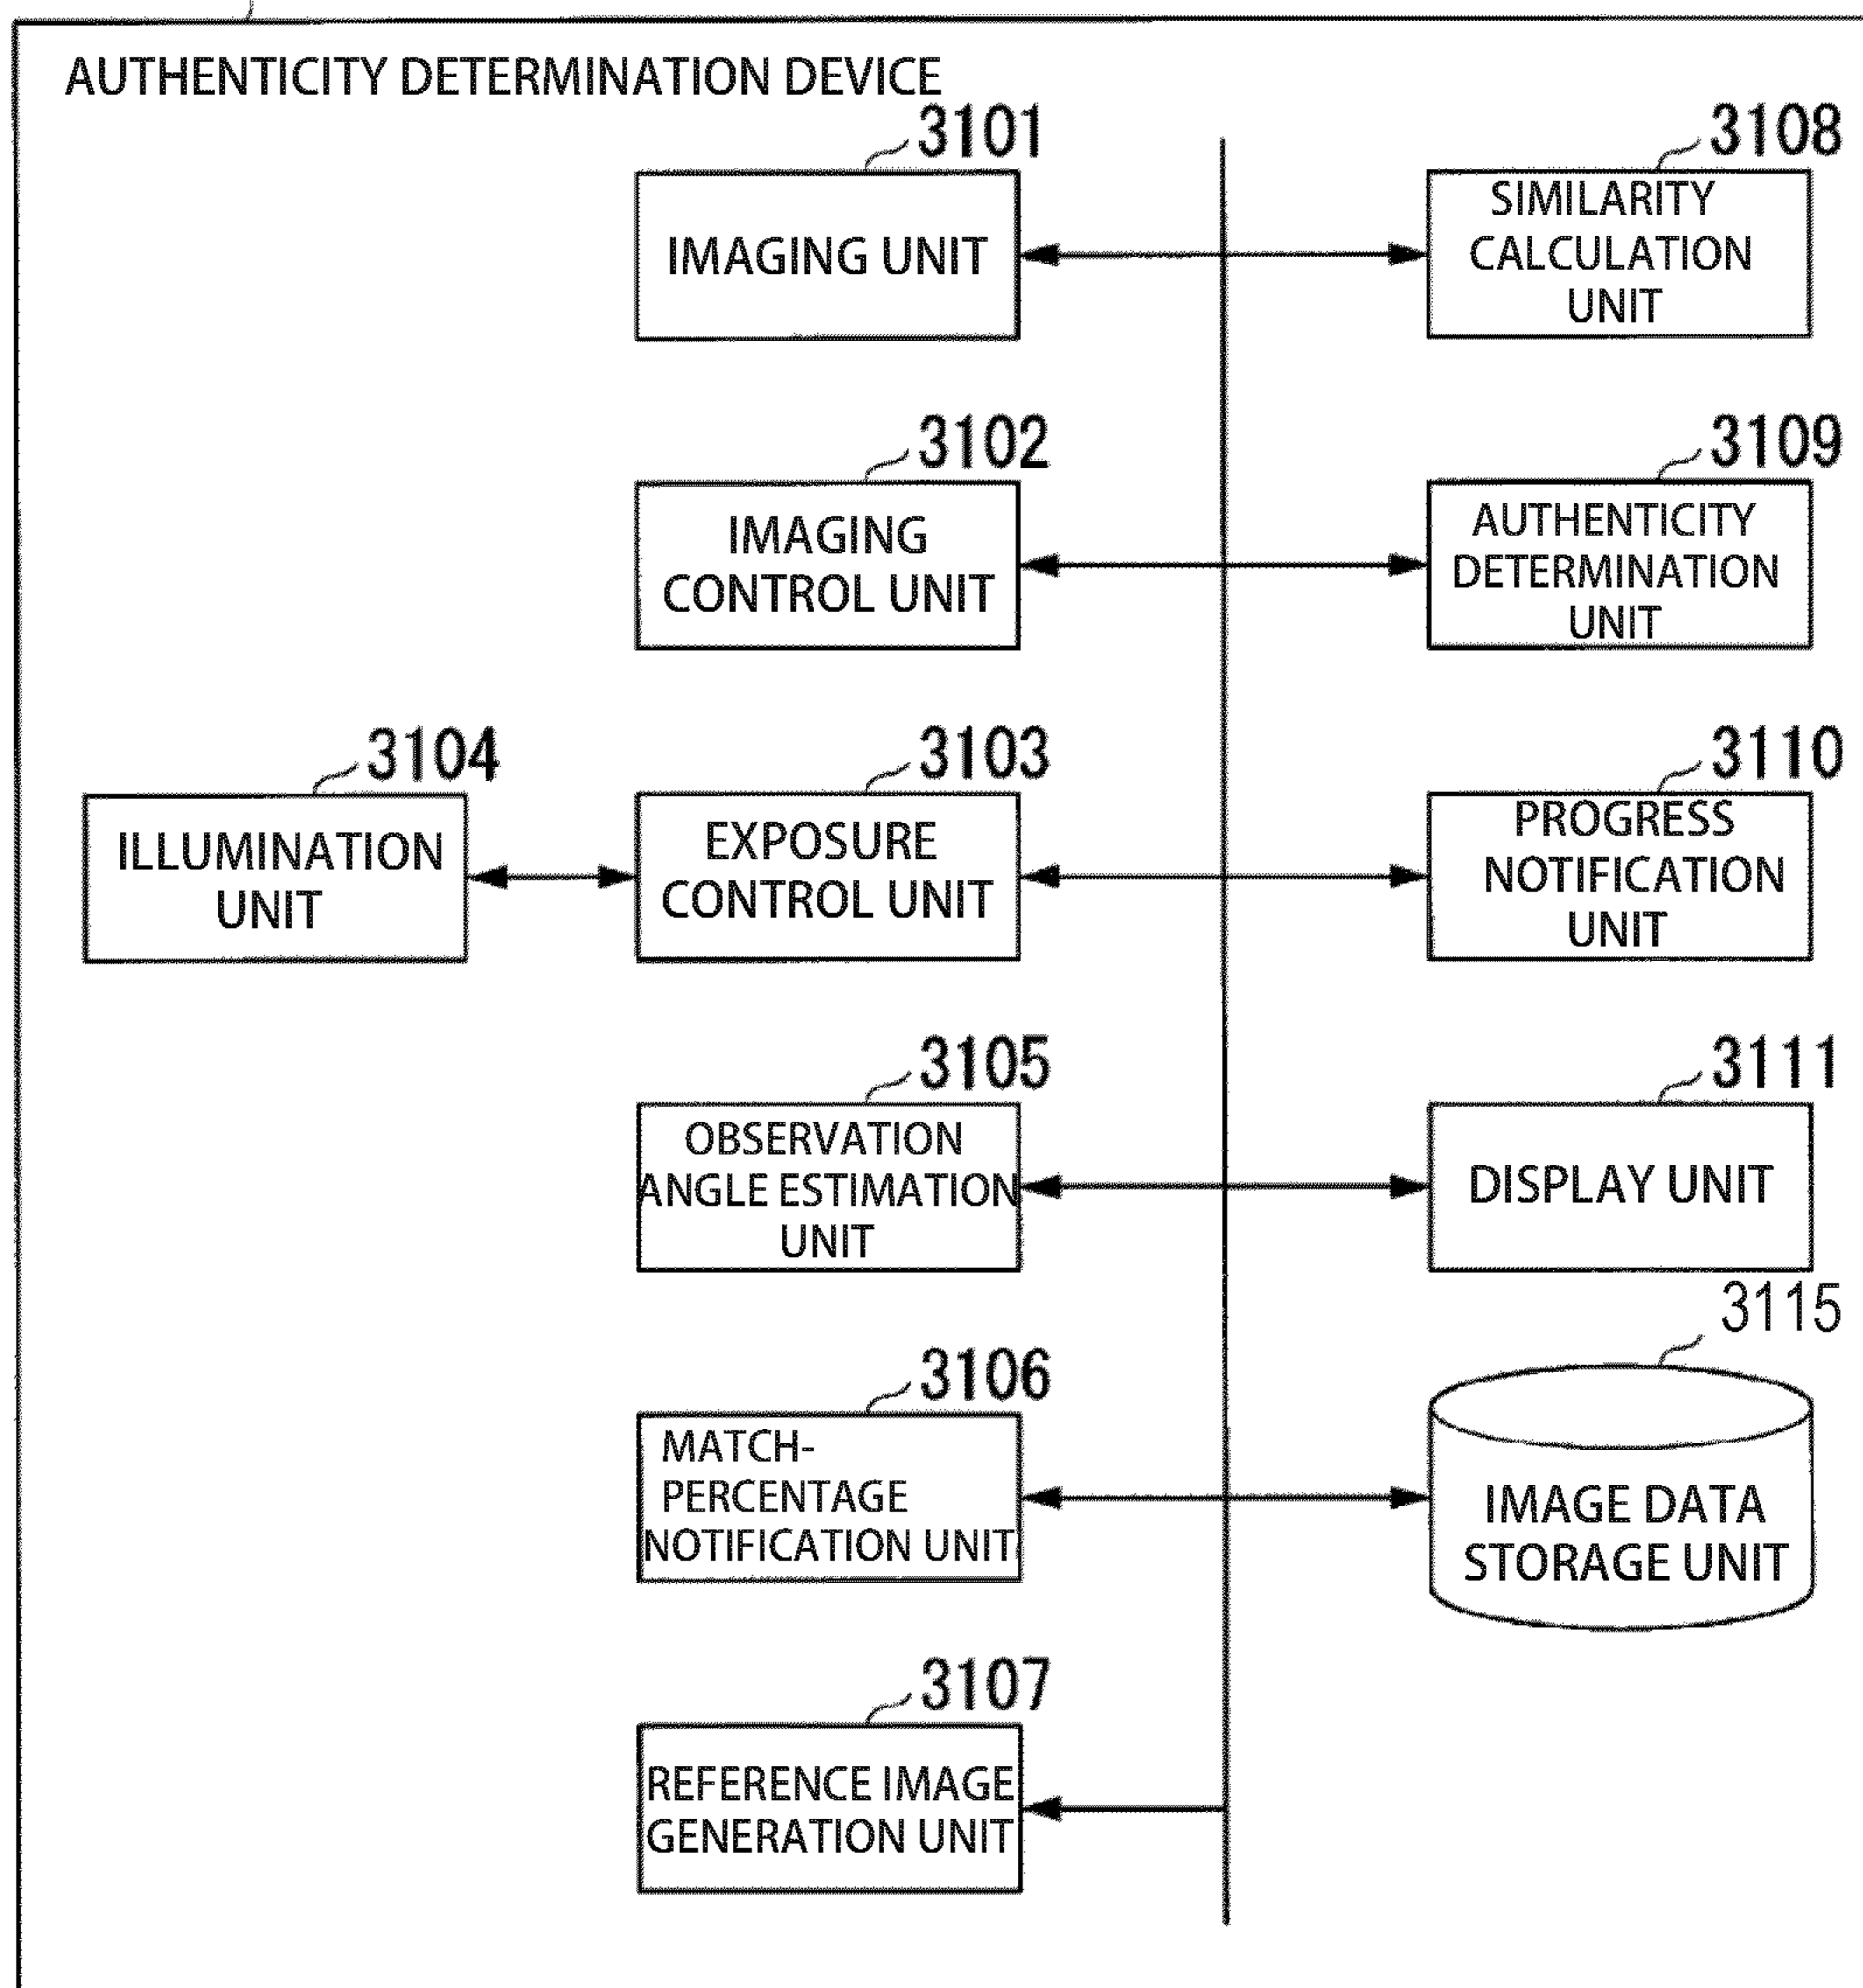 AUTHENTICITY DETERMINATION DEVICE
3101
IMAGING UNIT
3108
SIMILARITY
CALCULATION
UNIT
3102
IMAGING
CONTROL UNIT
3109
AUTHENTICITY
DETERMINATION
UNIT
3104
ILLUMINATION
UNIT
3103
EXPOSURE
CONTROL UNIT
3110
PROGRESS
NOTIFICATION
UNIT
3105
OBSERVATION
ANGLE ESTIMATION
UNIT
3111
DISPLAY UNIT
3106
MATCH-
PERCENTAGE
NOTIFICATION UNIT
3115
IMAGE DATA
STORAGE UNIT
3107
REFERENCE IMAGE
GENERATION UNIT